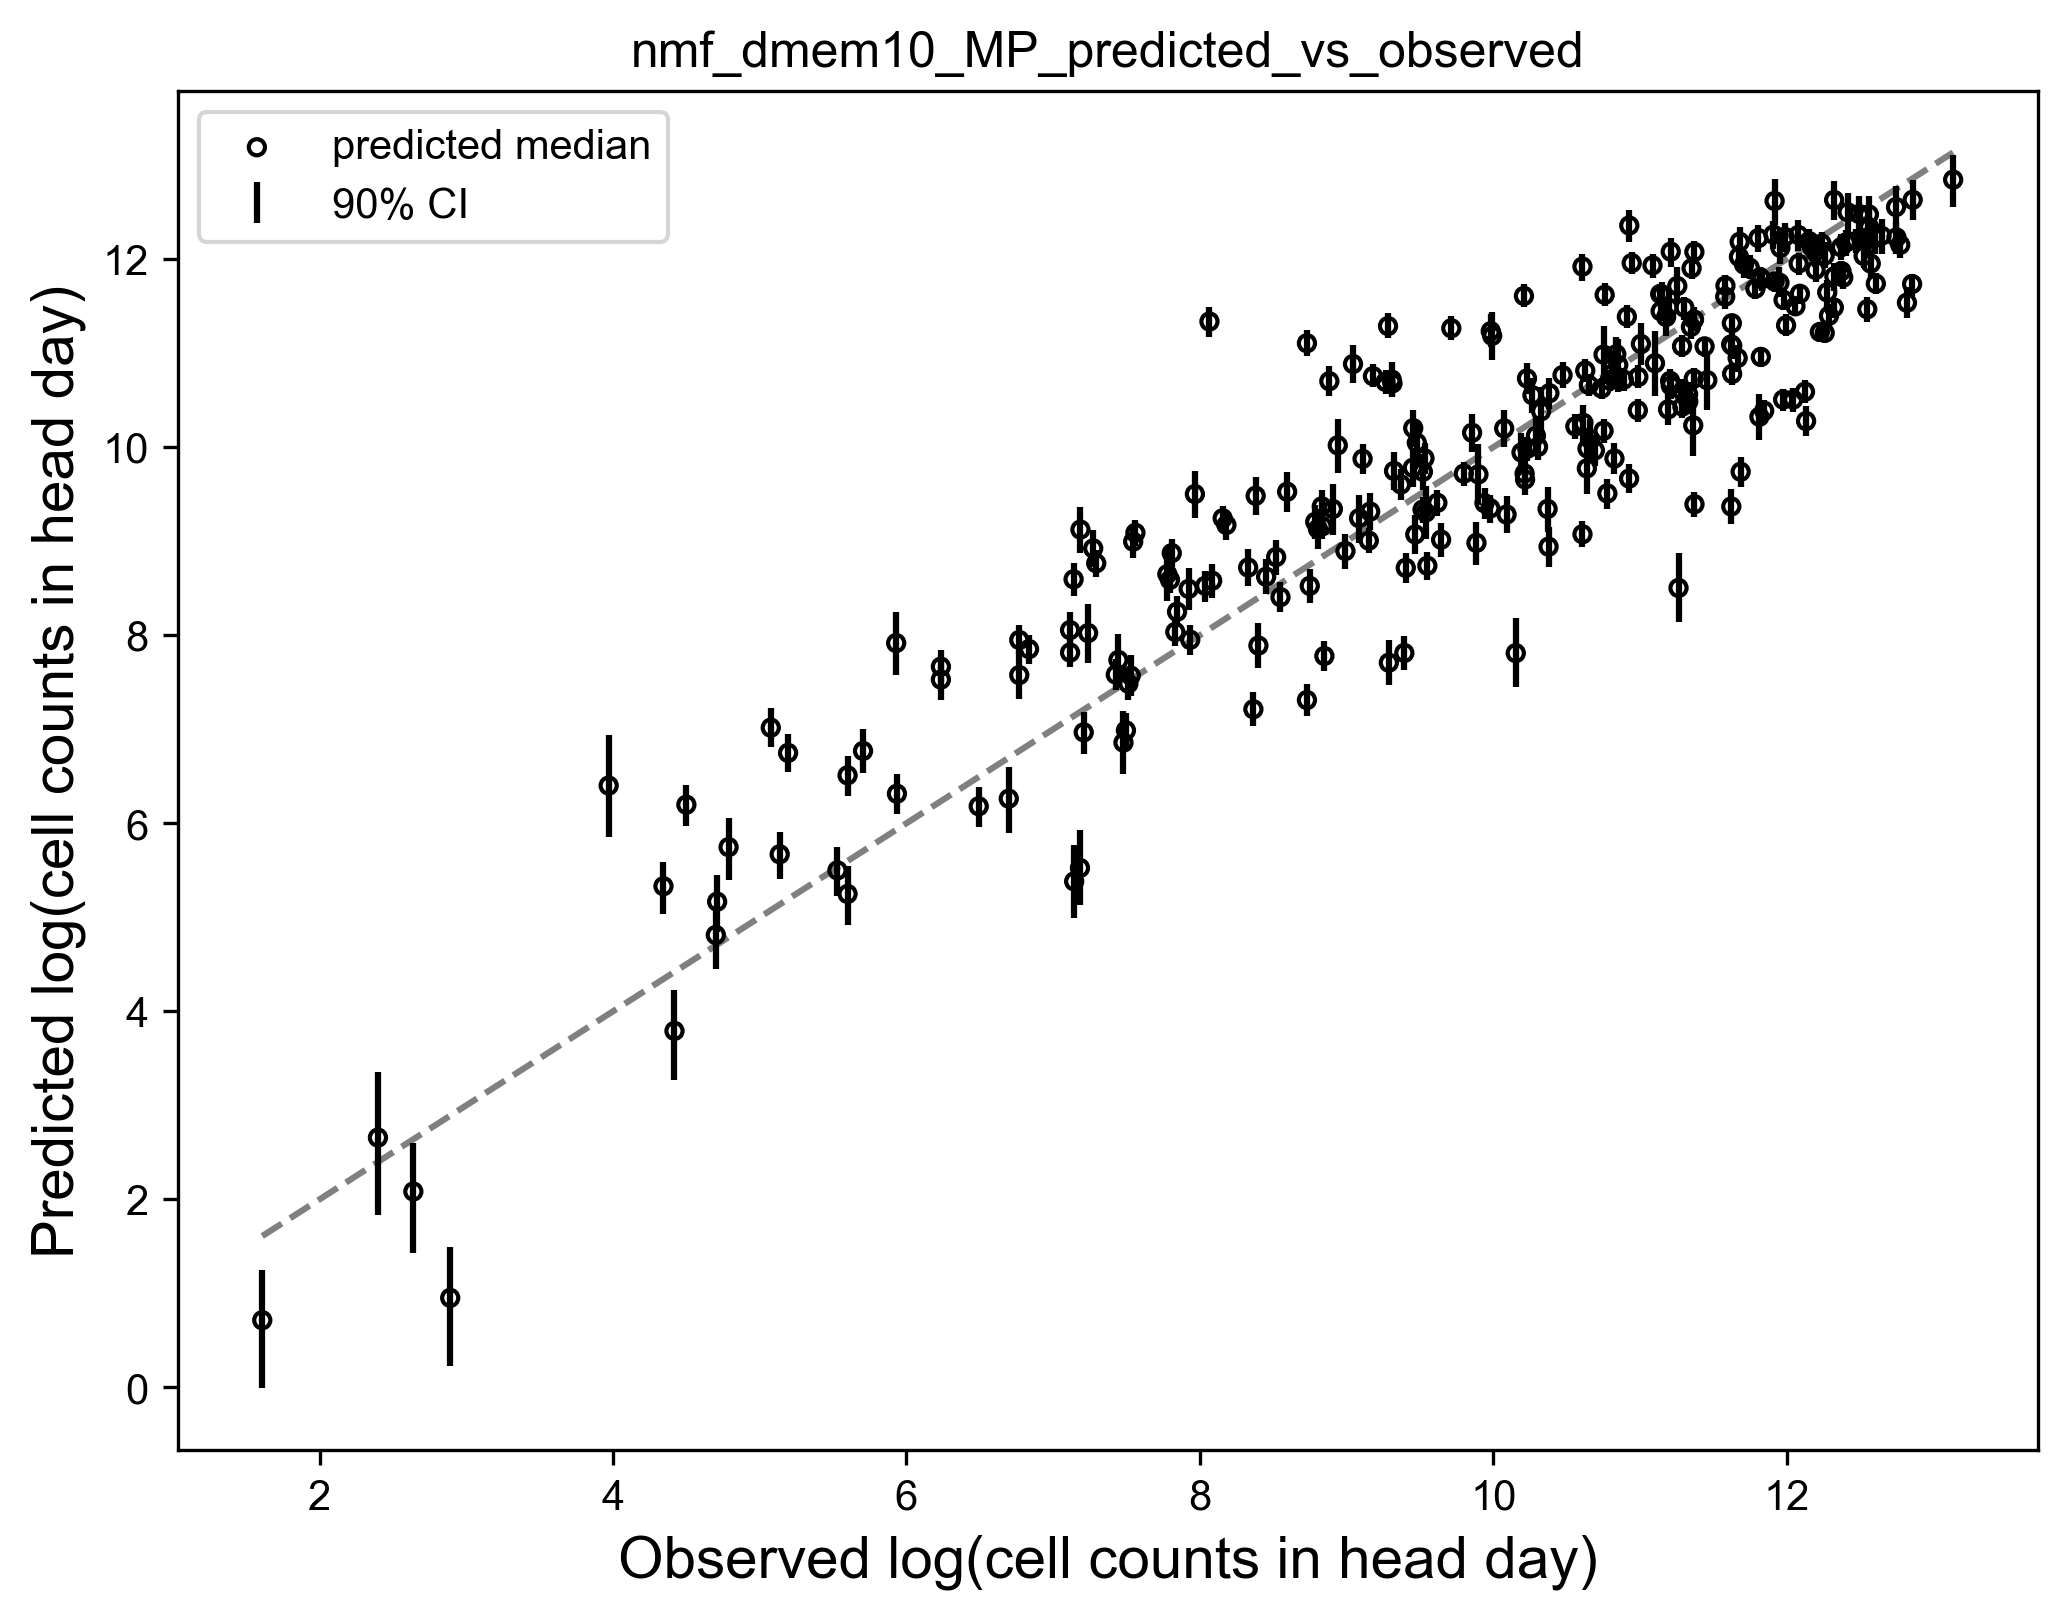 nmf_dmem10_MP_predicted_vs_observed
predicted median
90% CI
12
10
8
6
4
2
0
Predicted log(cell counts in head day)
2 4 6 8 10 12
Observed log(cell counts in head day)